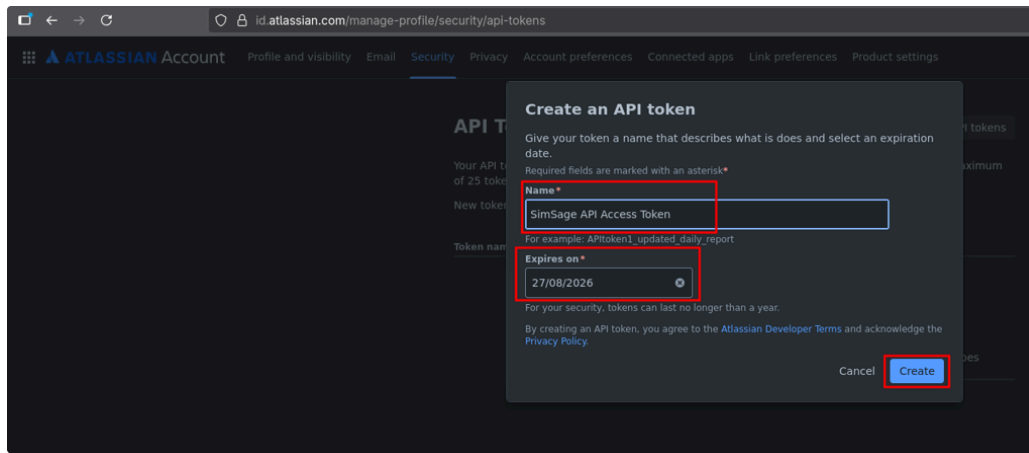 id.atlassian.com/manage-profile/security/api-tokens
ATLASSIAN Account Profile and visibility Email Security Privacy Account preferences Connected apps Link preferences Product settings
API T
I tokens
Your API t
aximum
of 25 toke
New toker
Token nam
Create an API token
Give your token a name that describes what is does and select an expiration
date.
Required fields are marked with an asterisk*
Name*
SimSage API Access Token
For example: APItoken1_updated_daily_report
Expires on*
27/08/2026
For your security, tokens can last no longer than a year.
By creating an API token, you agree to the Atlassian Developer Terms and acknowledge the
Privacy Policy.
Cancel Create